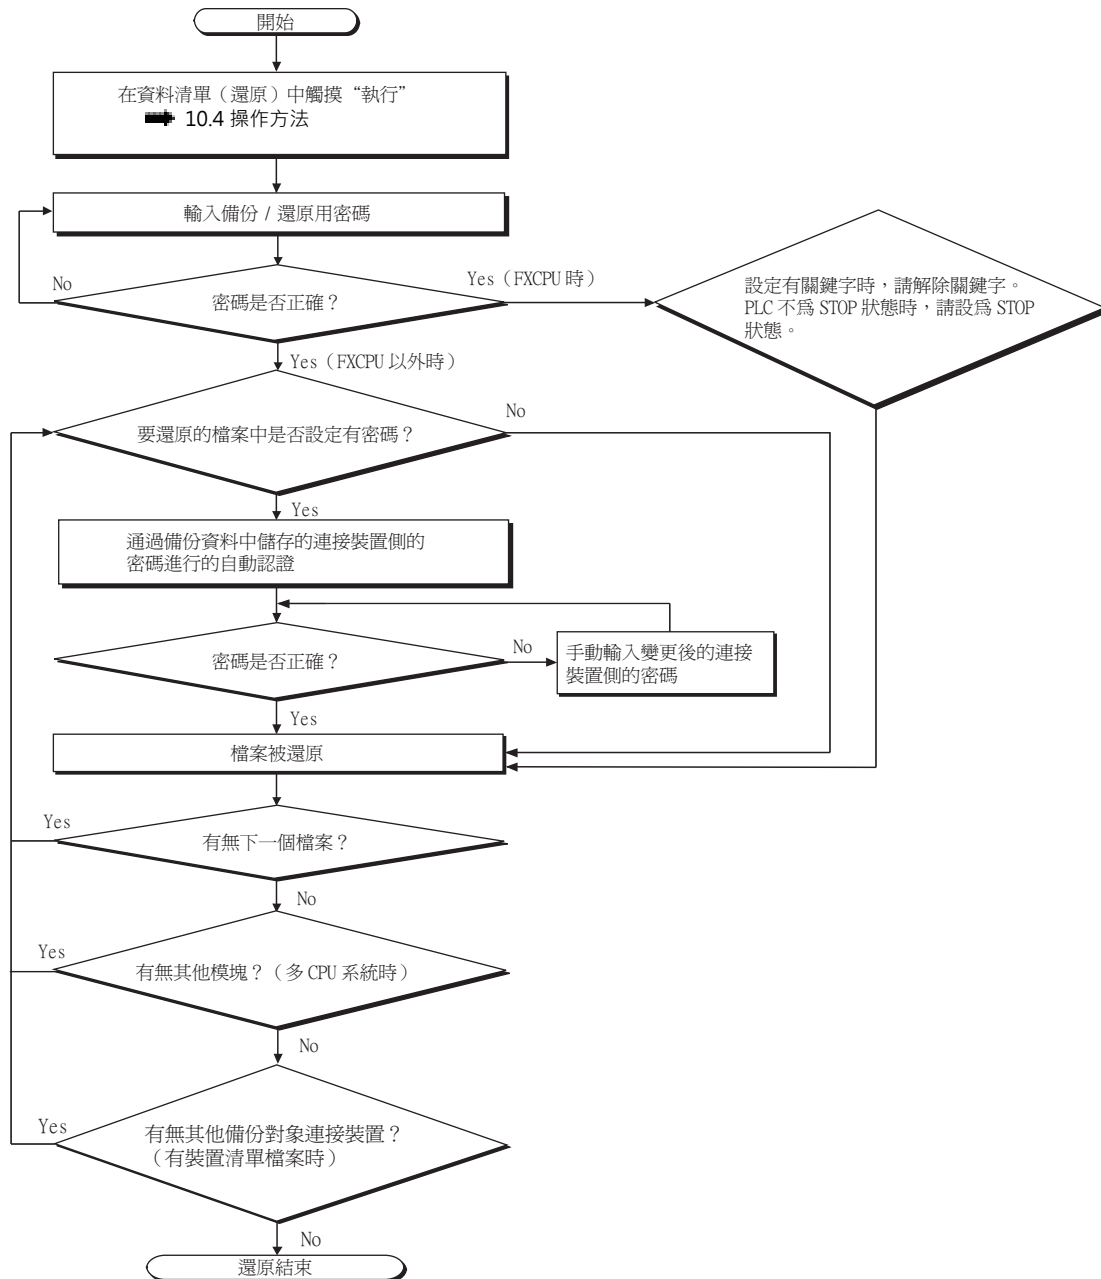 開始
在資料清單（還原）中觸摸“執行”
10.4 操作方法
輸入備份 / 還原用密碼
No
密碼是否正確？
Yes（FXCPU 時）
設定有關鍵字時，請解除關鍵字。
PLC 不爲 STOP 狀態時，請設爲 STOP
狀態。
Yes（FXCPU 以外時）
要還原的檔案中是否設定有密碼？
No
Yes
通過備份資料中儲存的連接裝置側的
密碼進行的自動認證
密碼是否正確？
No
手動輸入變更後的連接
裝置側的密碼
Yes
檔案被還原
Yes
有無下一個檔案？
No
Yes
有無其他模塊？（多 CPU 系統時）
No
Yes
有無其他備份對象連接裝置？
（有裝置清單檔案時）
No
還原結束